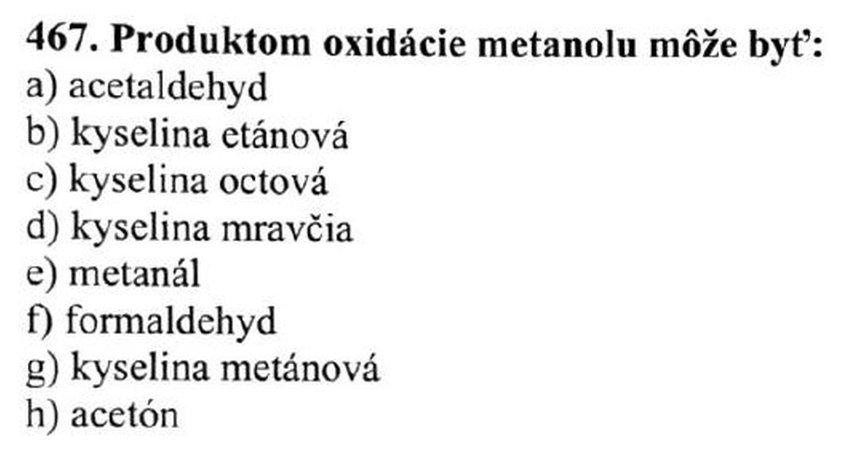 467. Produktom oxidácie metanolu môže byť:
a) acetaldehyd
b) kyselina etánová
c) kyselina octová
d) kyselina mravčia
e) metanál
f) formaldehyd
g) kyselina metánová
h) acetón